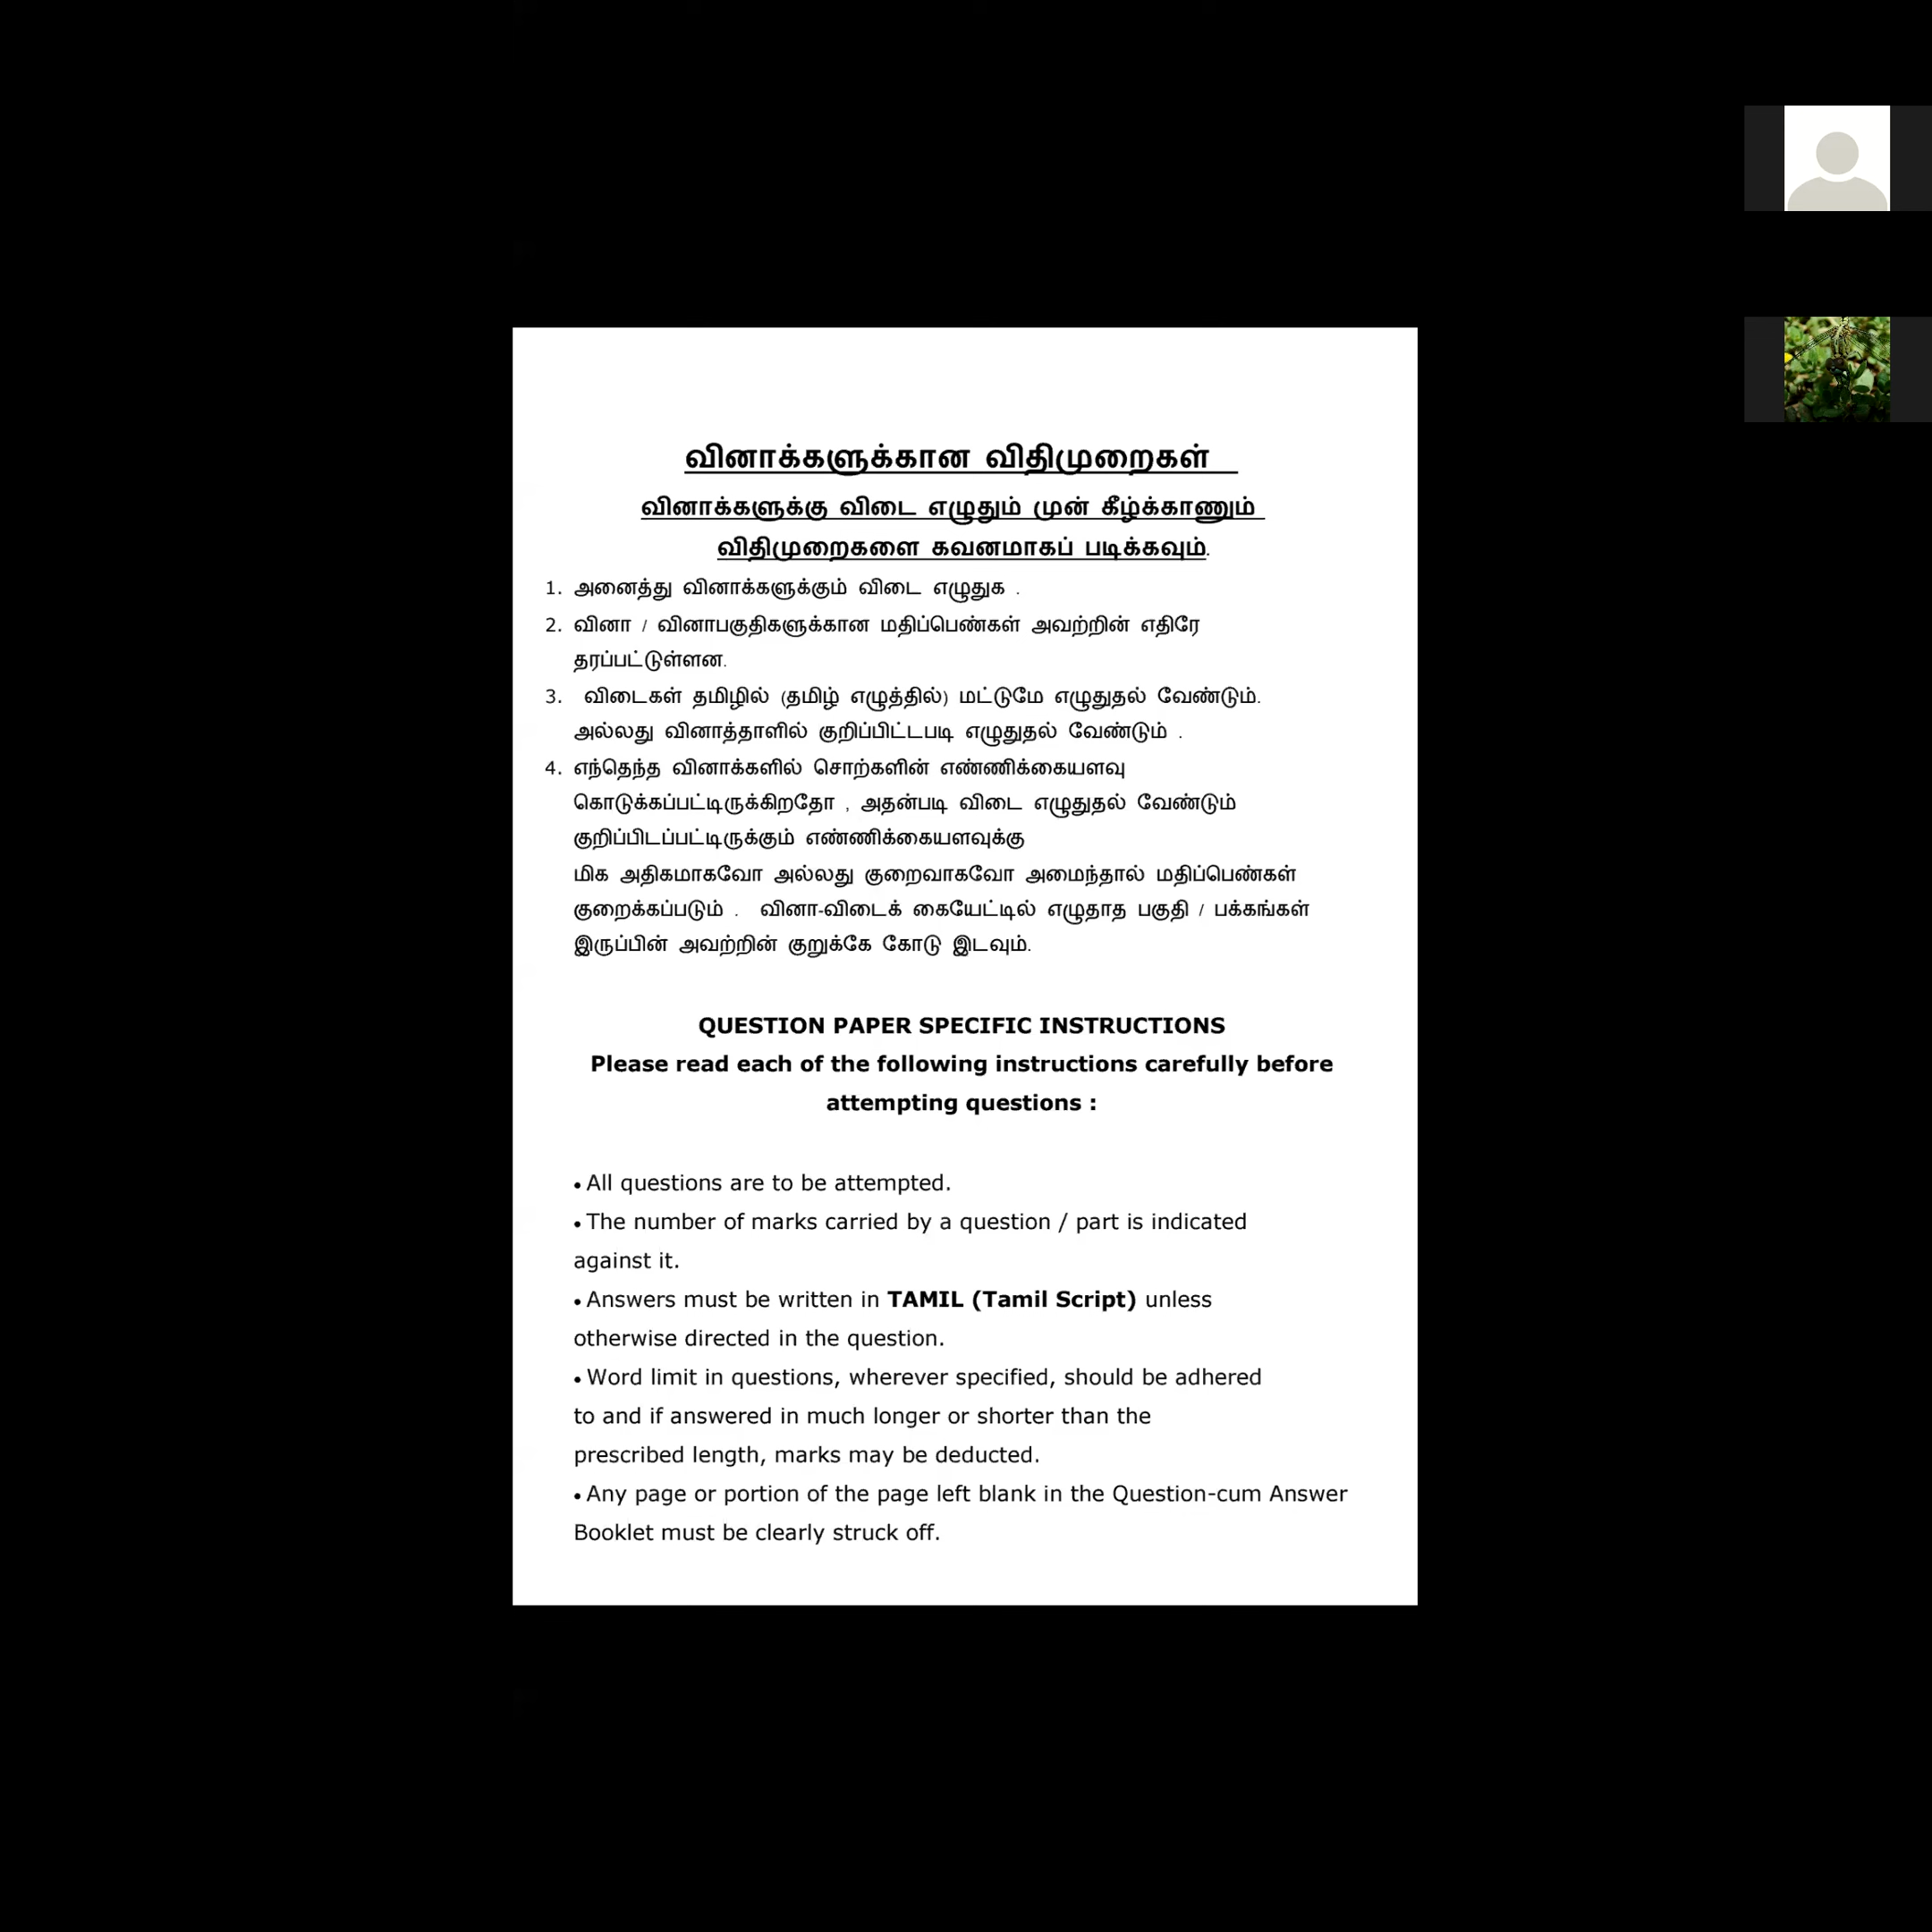 வினாக்களுக்கான விதிமுறைகள்
வினாக்களுக்கு விடை எழுதும் முன் கீழ்க்காணும்
விதிமுறைகளை கவனமாகப் படிக்கவும்.
1. அனைத்து வினாக்களுக்கும் விடை எழுதுக .
2. வினா / வினாபகுதிகளுக்கான மதிப்பெண்கள் அவற்றின் எதிரே
தரப்பட்டுள்ளன.
3. விடைகள் தமிழில் (தமிழ் எழுத்தில்) மட்டுமே எழுதுதல் வேண்டும்.
அல்லது வினாத்தாளில் குறிப்பிட்டபடி எழுதுதல் வேண்டும் .
4. எந்தெந்த வினாக்களில் சொற்களின் எண்ணிக்கையளவு
கொடுக்கப்பட்டிருக்கிறதோ , அதன்படி விடை எழுதுதல் வேண்டும்
குறிப்பிடப்பட்டிருக்கும் எண்ணிக்கையளவுக்கு
மிக அதிகமாகவோ அல்லது குறைவாகவோ அமைந்தால் மதிப்பெண்கள்
குறைக்கப்படும் . வினா-விடைக் கையேட்டில் எழுதாத பகுதி / பக்கங்கள்
இருப்பின் அவற்றின் குறுக்கே கோடு இடவும்.
QUESTION PAPER SPECIFIC INSTRUCTIONS
Please read each of the following instructions carefully before
attempting questions :
• All questions are to be attempted.
• The number of marks carried by a question / part is indicated
against it.
• Answers must be written in TAMIL (Tamil Script) unless
otherwise directed in the question.
• Word limit in questions, wherever specified, should be adhered
to and if answered in much longer or shorter than the
prescribed length, marks may be deducted.
• Any page or portion of the page left blank in the Question-cum Answer
Booklet must be clearly struck off.